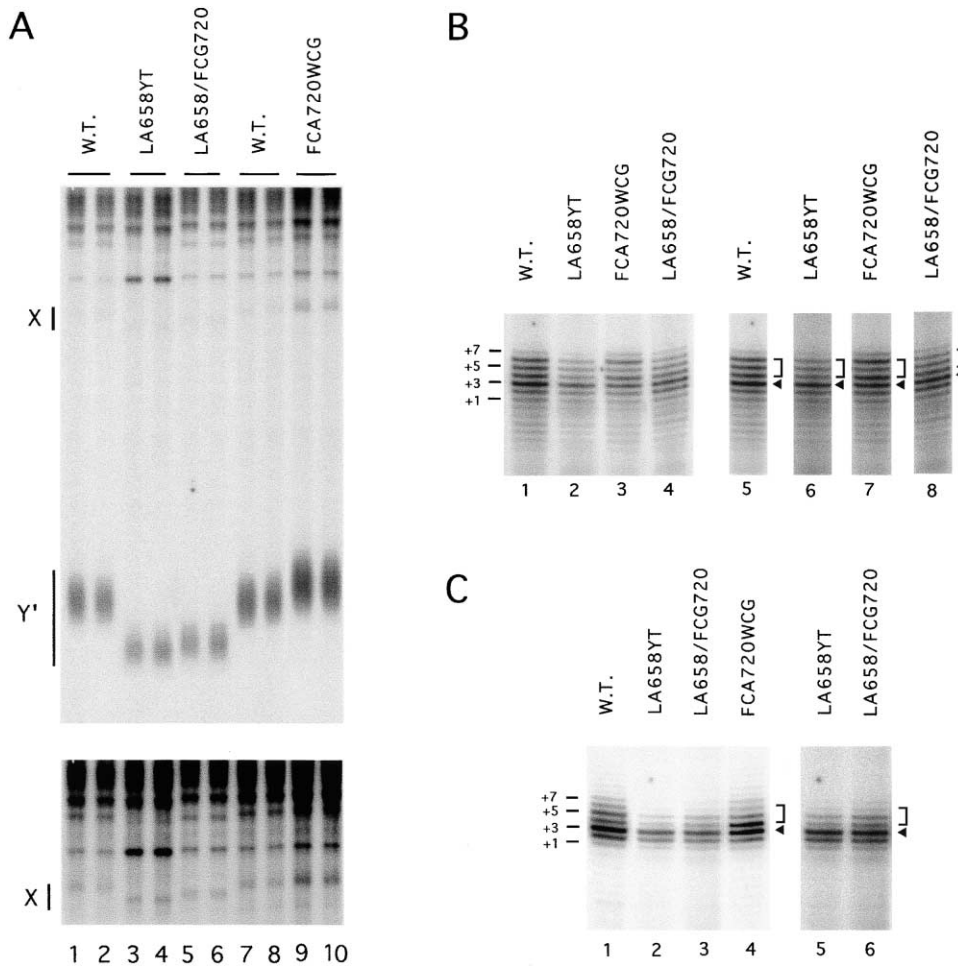 A
W.T.
LA658YT
LA658/FCG720
W.T.
FCA720WCG
X
Y'
X
1 2 3 4 5 6 7 8 9 10
B
W.T.
LA658YT
FCA720WCG
LA658/FCG720
W.T.
LA658YT
FCA720WCG
LA658/FCG720
+7
+5
+3
+1
1 2 3 4 5 6 7 8
C
W.T.
LA658YT
LA658/FCG720
FCA720WCG
LA658YT
LA658/FCG720
+7
+5
+3
+1
1 2 3 4 5 6